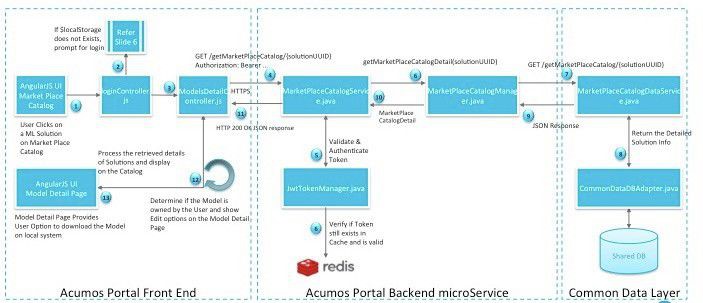 If $localStorage
does not Exists,
prompt for login
Refer
Slide 6
2
AngularJS UI
Market Place
Catalog
1
User Clicks on
a ML Solution
on Market Place
Catalog
loginController.
js
3
ModelsDetailC
ontroller.js
GET /getMarketPlaceCatalog/{solutionUUID}
Authorization: Bearer ...
4
HTTPS
11
HTTP 200 OK JSON response
MarketPlaceCatalogServic
e.java
getMarketPlaceCatalogDetail(solutionUUID)
6
10
MarketPlace
CatalogDetail
MarketPlaceCatalogManag
er.java
GET /getMarketPlaceCatalog/{solutionUUID}
7
9
JSON Response
MarketPlaceCatalogDataServic
e.java
Process the retrieved details
of Solutions and display
on the Catalog
12
AngularJS UI
Model Detail Page
13
Model Detail Page Provides
User Option to download the Model
on local system
Determine if the Model is
owned by the User and show
Edit options on the Model Detail
Page
Validate &
Authenticate
Token
5
JwtTokenManager.java
6
Verify if Token
still exists in
Cache and is valid
redis
Return the Detailed
Solution Info
8
CommonDataDBAdapter.java
Shared DB
Acumos Portal Front End
Acumos Portal Backend microService
Common Data Layer